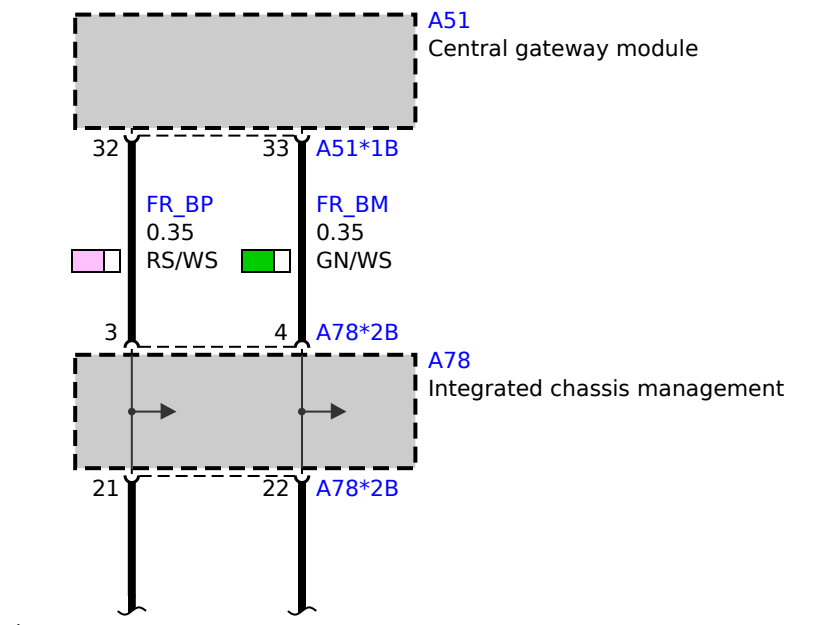 A51
Central gateway module
32
33
A51*1B
FR_BP
0.35
RS/WS
FR_BM
0.35
GN/WS
3
4
A78*2B
A78
Integrated chassis management
21
22
A78*2B